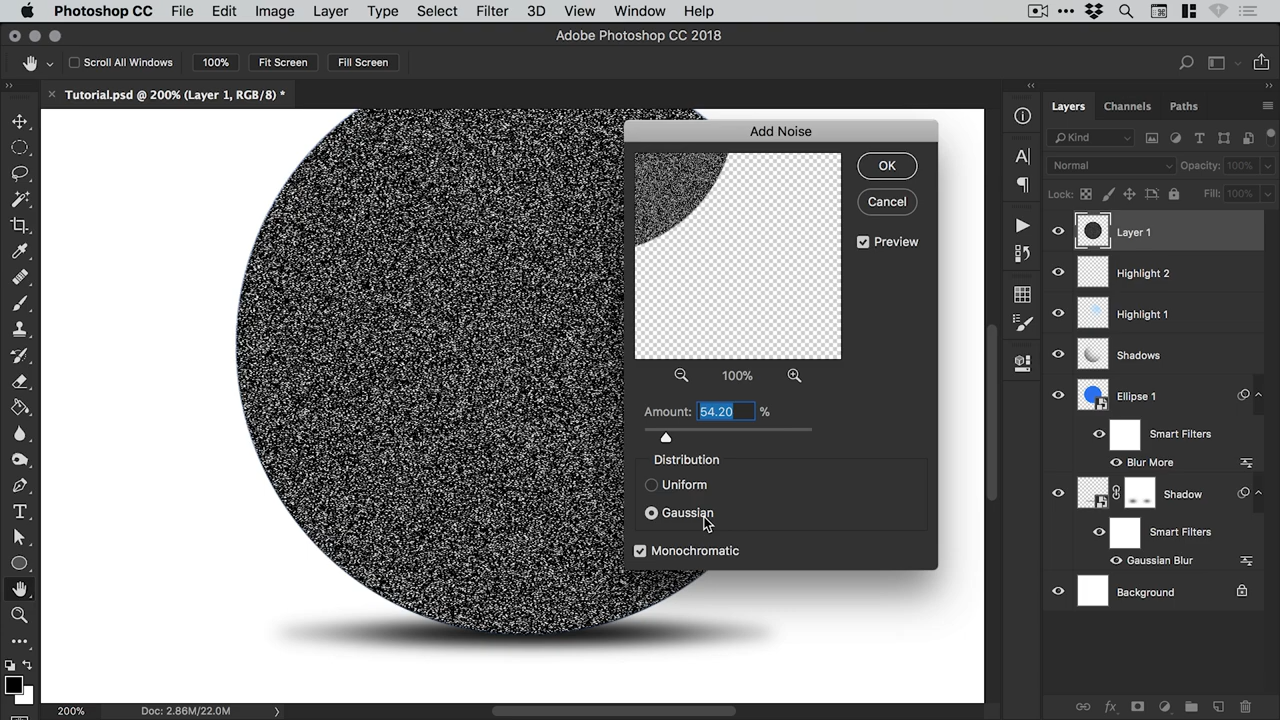 Photoshop CC File Edit Image Layer Type Select Filter 3D View Window Help
Adobe Photoshop CC 2018
Scroll All Windows 100% Fit Screen Fill Screen
Tutorial.psd @ 200% (Layer 1, RGB/8) *
Layers Channels Paths
Add Noise
Kind
OK
Normal Opacity: 100%
Cancel
Lock: Fill: 100%
Preview
Layer 1
Highlight 2
Highlight 1
Shadows
100%
Ellipse 1
Amount: 54.20 %
Smart Filters
Distribution
Blur More
Uniform
Shadow
Gaussian
Smart Filters
Monochromatic
Gaussian Blur
Background
200% Doc: 2.86M/22.0M